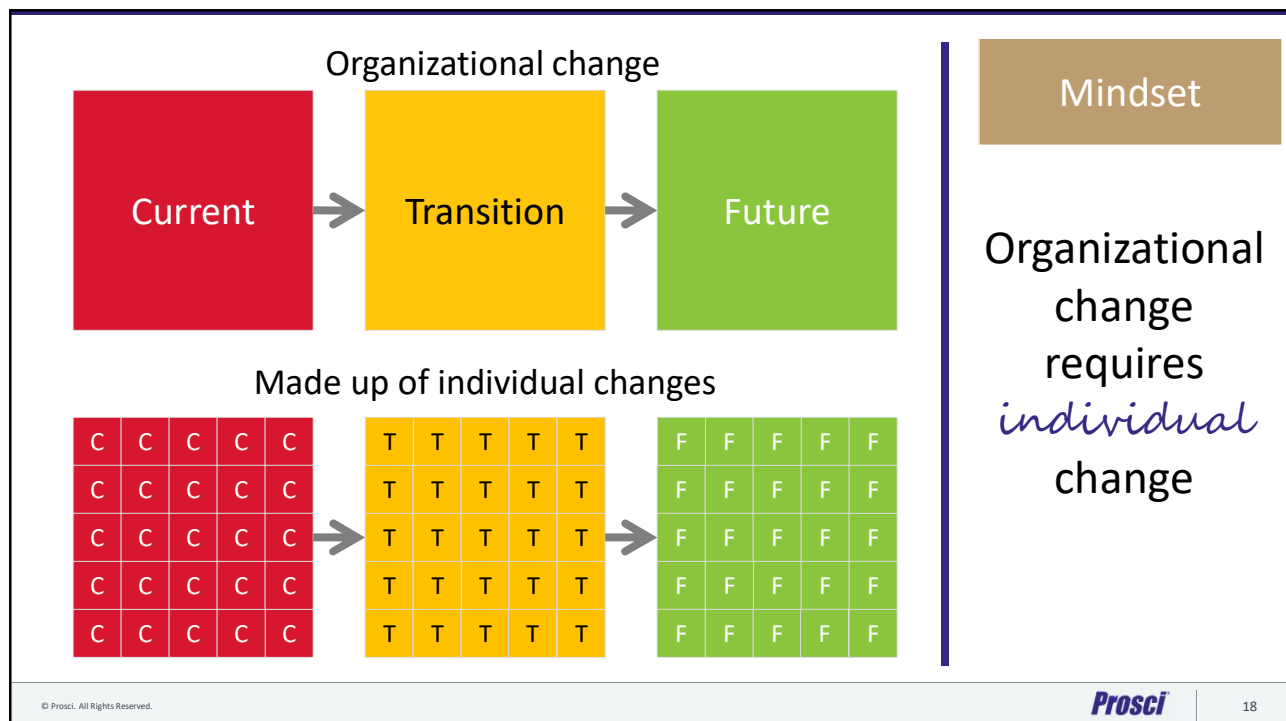 Organizational change
Current
Transition
Future
Made up of individual changes
C C C C C
C C C C C
C C C C C
C C C C C
C C C C C
T T T T T
T T T T T
T T T T T
T T T T T
T T T T T
F F F F F
F F F F F
F F F F F
F F F F F
F F F F F
Mindset
Organizational
change
requires
individual
change
© Prosci. All Rights Reserved.
Prosci
18